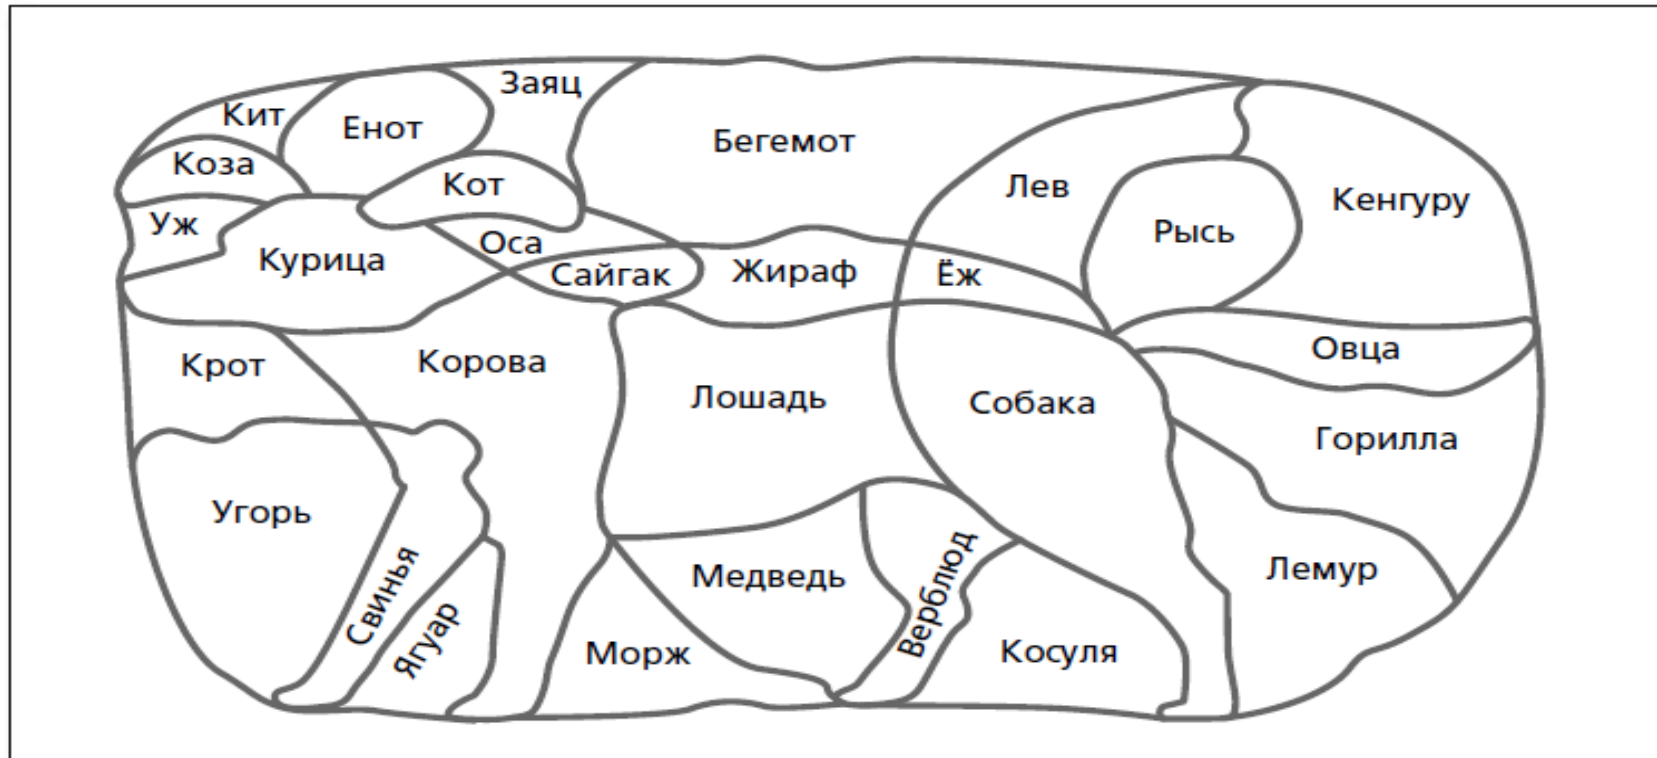 Заяц
Кит
Енот
Бегемот
Коза
Кот
Лев
Кенгуру
Уж
Рысь
Оса
Курица
Сайгак
Жираф
Ёж
Овца
Крот
Корова
Лошадь
Собака
Горилла
Угорь
Свинья
Медведь
Верблюд
Лемур
Ягуар
Морж
Косуля